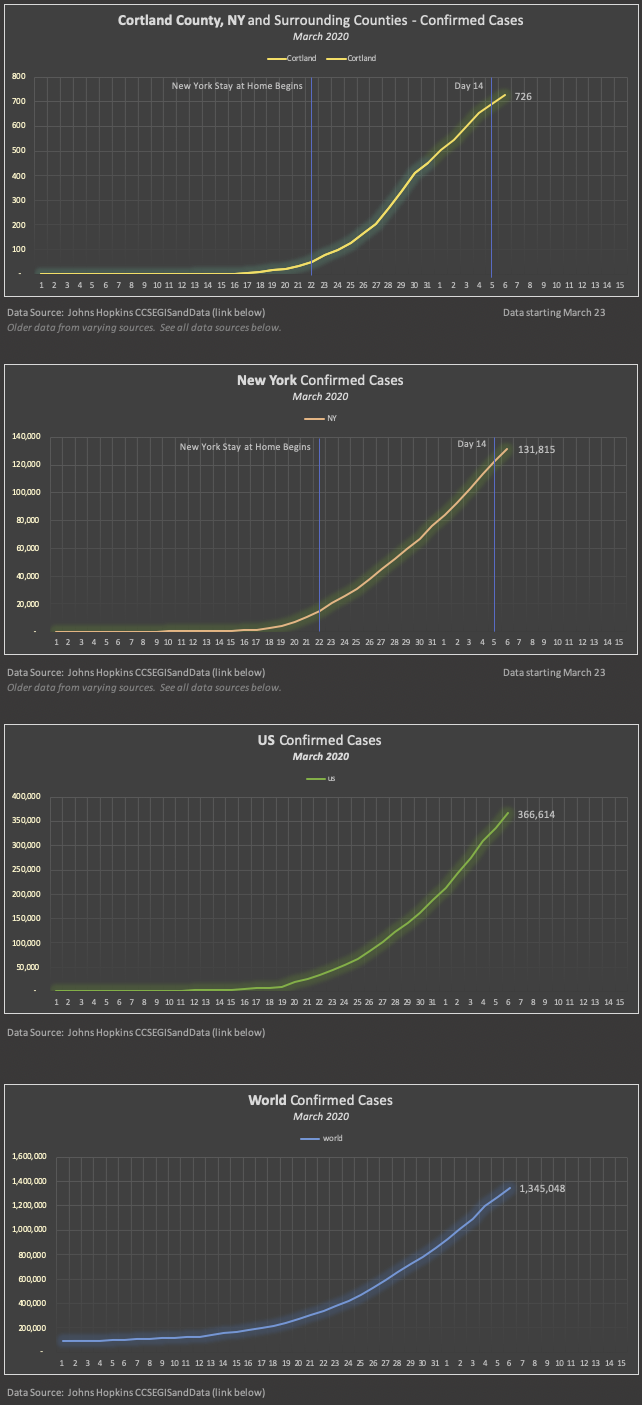 Cortland County, NY and Surrounding Counties - Confirmed Cases
March 2020
Cortland Cortland
800
New York Stay at Home Begins Day 14
700 726
600
500
400
300
200
100
-
1 2 3 4 5 6 7 8 9 10 11 12 13 14 15 16 17 18 19 20 21 22 23 24 25 26 27 28 29 30 31 1 2 3 4 5 6 7 8 9 10 11 12 13 14 15
Data Source: Johns Hopkins CCSEGISandData (link below) Data starting March 23
Older data from varying sources. See all data sources below.
New York Confirmed Cases
March 2020
NY
140,000
New York Stay at Home Begins Day 14
131,815
120,000
100,000
80,000
60,000
40,000
20,000
-
1 2 3 4 5 6 7 8 9 10 11 12 13 14 15 16 17 18 19 20 21 22 23 24 25 26 27 28 29 30 31 1 2 3 4 5 6 7 8 9 10 11 12 13 14 15
Data Source: Johns Hopkins CCSEGISandData (link below) Data starting March 23
Older data from varying sources. See all data sources below.
US Confirmed Cases
March 2020
US
400,000
366,614
350,000
300,000
250,000
200,000
150,000
100,000
50,000
-
1 2 3 4 5 6 7 8 9 10 11 12 13 14 15 16 17 18 19 20 21 22 23 24 25 26 27 28 29 30 31 1 2 3 4 5 6 7 8 9 10 11 12 13 14 15
Data Source: Johns Hopkins CCSEGISandData (link below)
World Confirmed Cases
March 2020
world
1,600,000
1,400,000
1,345,048
1,200,000
1,000,000
800,000
600,000
400,000
200,000
-
1 2 3 4 5 6 7 8 9 10 11 12 13 14 15 16 17 18 19 20 21 22 23 24 25 26 27 28 29 30 31 1 2 3 4 5 6 7 8 9 10 11 12 13 14 15
Data Source: Johns Hopkins CCSEGISandData (link below)